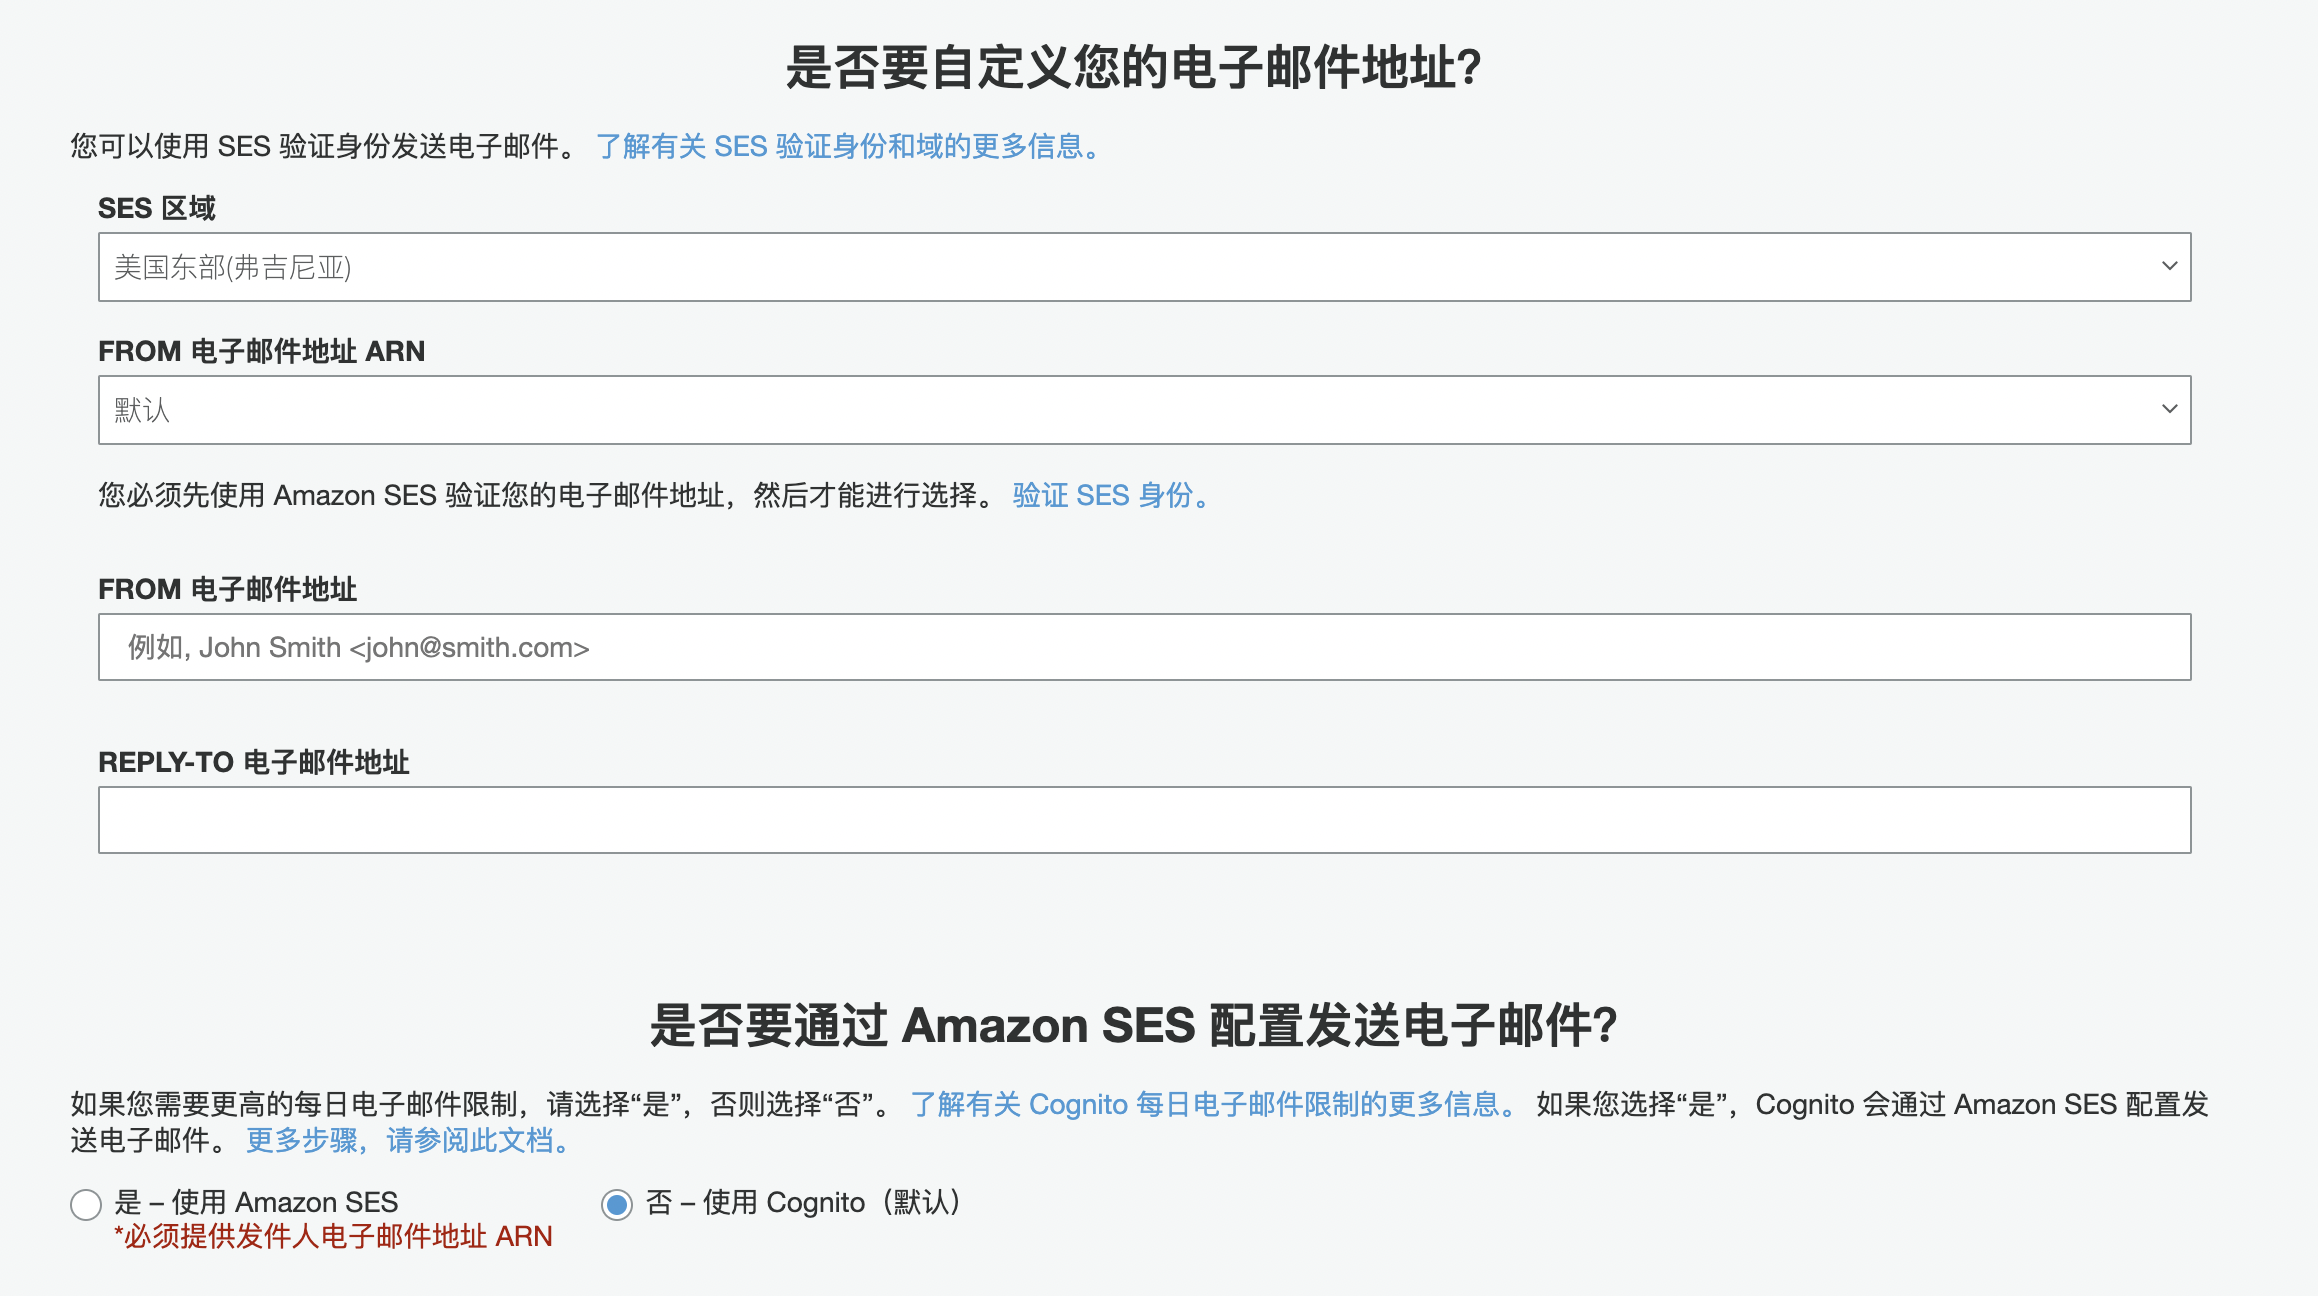 是否要自定义您的电子邮件地址?
您可以使用 SES 验证身份发送电子邮件。 了解有关 SES 验证身份和域的更多信息。
SES 区域
美国东部(弗吉尼亚)
FROM 电子邮件地址 ARN
默认
您必须先使用 Amazon SES 验证您的电子邮件地址，然后才能进行选择。 验证 SES 身份。
FROM 电子邮件地址
例如, John Smith <john@smith.com>
REPLY-TO 电子邮件地址
是否要通过 Amazon SES 配置发送电子邮件?
如果您需要更高的每日电子邮件限制，请选择“是”，否则选择“否”。 了解有关 Cognito 每日电子邮件限制的更多信息。 如果您选择“是”，Cognito 会通过 Amazon SES 配置发
送电子邮件。 更多步骤，请参阅此文档。
是 – 使用 Amazon SES 否 – 使用 Cognito（默认）
*必须提供发件人电子邮件地址 ARN